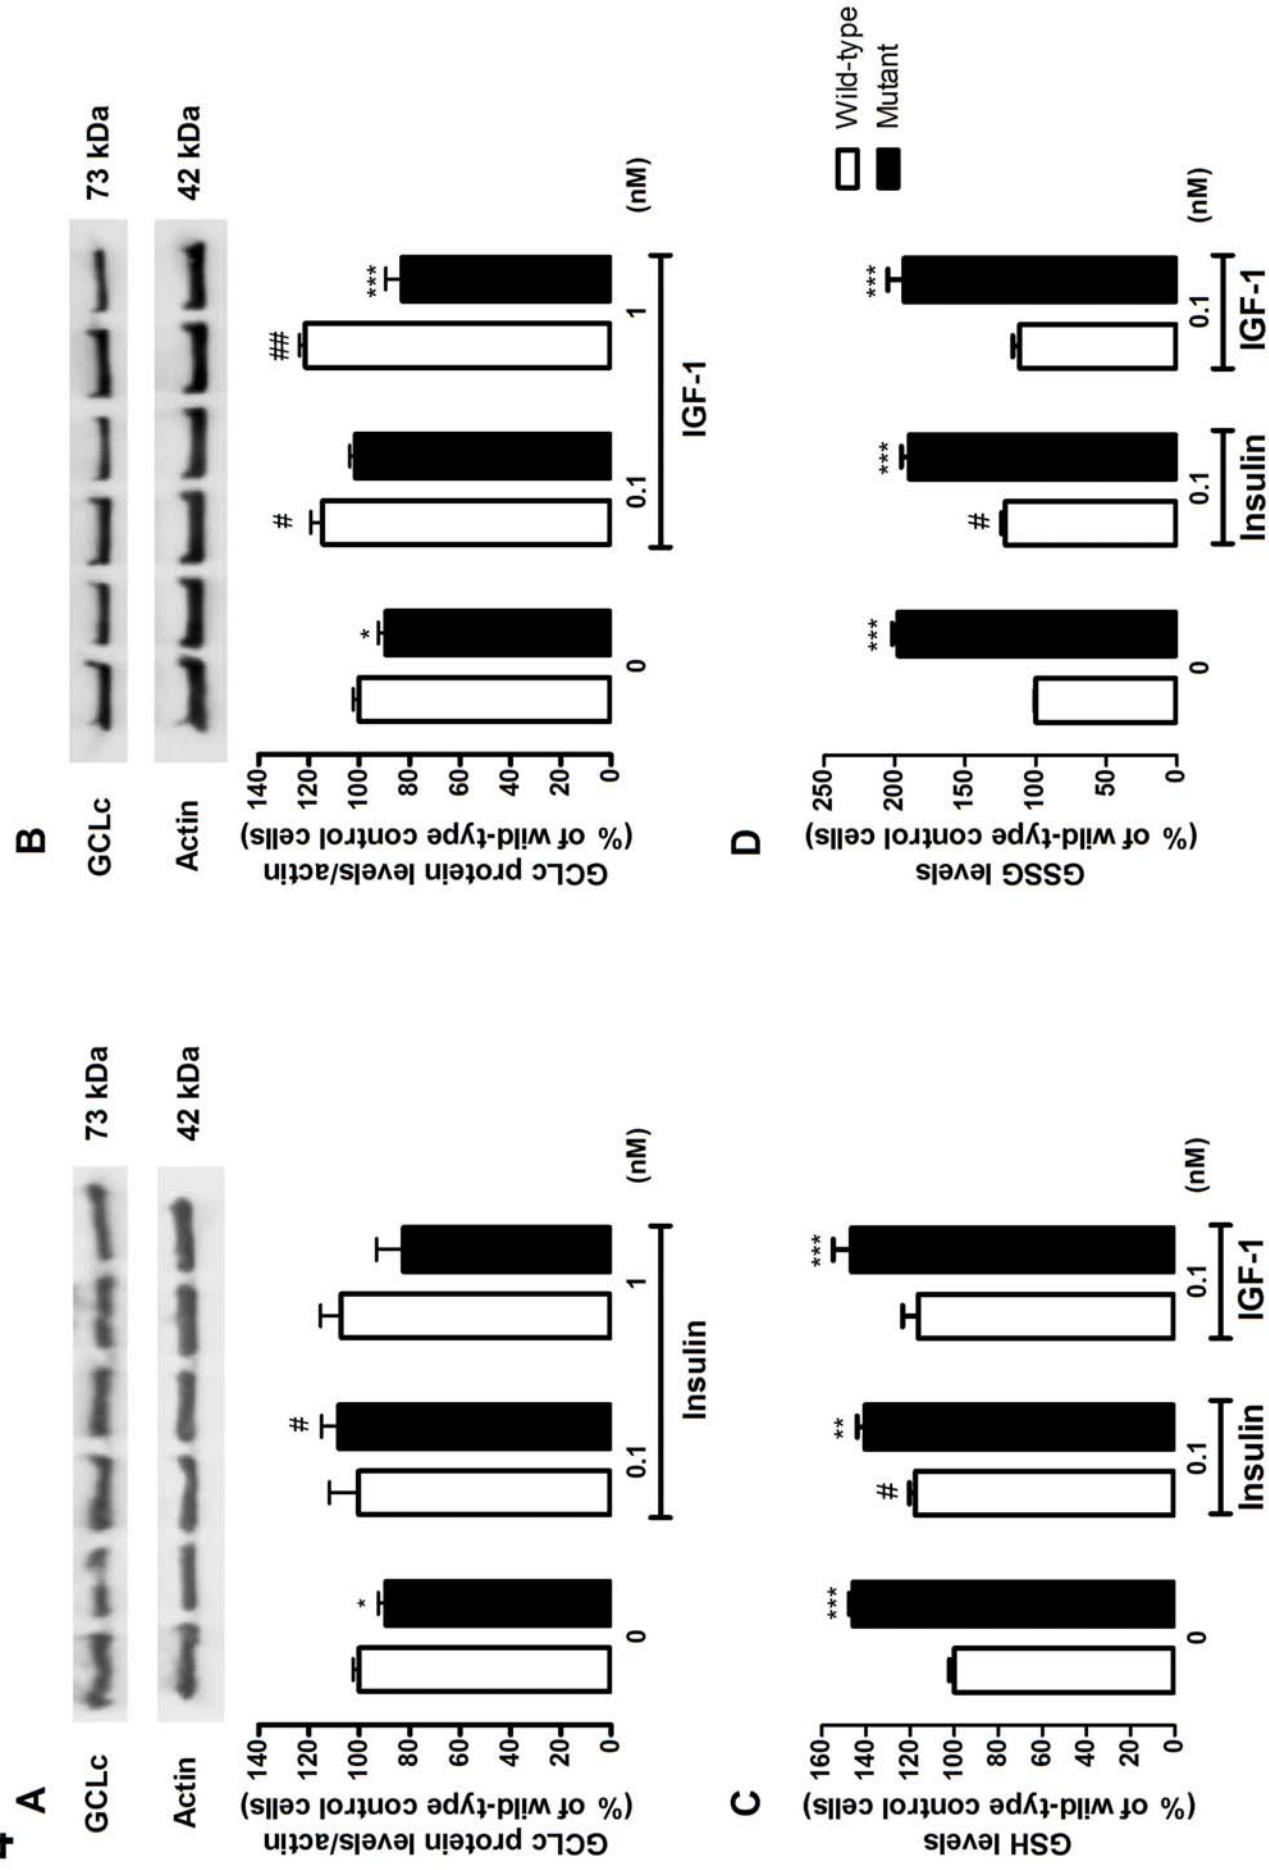 4
A
GCLc
73 kDa
Actin
42 kDa
GCLc protein levels/actin
(% of wild-type control cells)
140
120
100
80
60
40
20
0
*
#
0
0.1
1
(nM)
Insulin
B
GCLc
73 kDa
Actin
42 kDa
GCLc protein levels/actin
(% of wild-type control cells)
140
120
100
80
60
40
20
0
*
#
##
***
0
0.1
1
(nM)
IGF-1
C
GSH levels
(% of wild-type control cells)
160
140
120
100
80
60
40
20
0
***
#
**
***
0
0.1
0.1
(nM)
Insulin
IGF-1
D
GSSG levels
(% of wild-type control cells)
250
200
150
100
50
0
***
#
***
***
0
0.1
0.1
(nM)
Insulin
IGF-1
Wild-type
Mutant